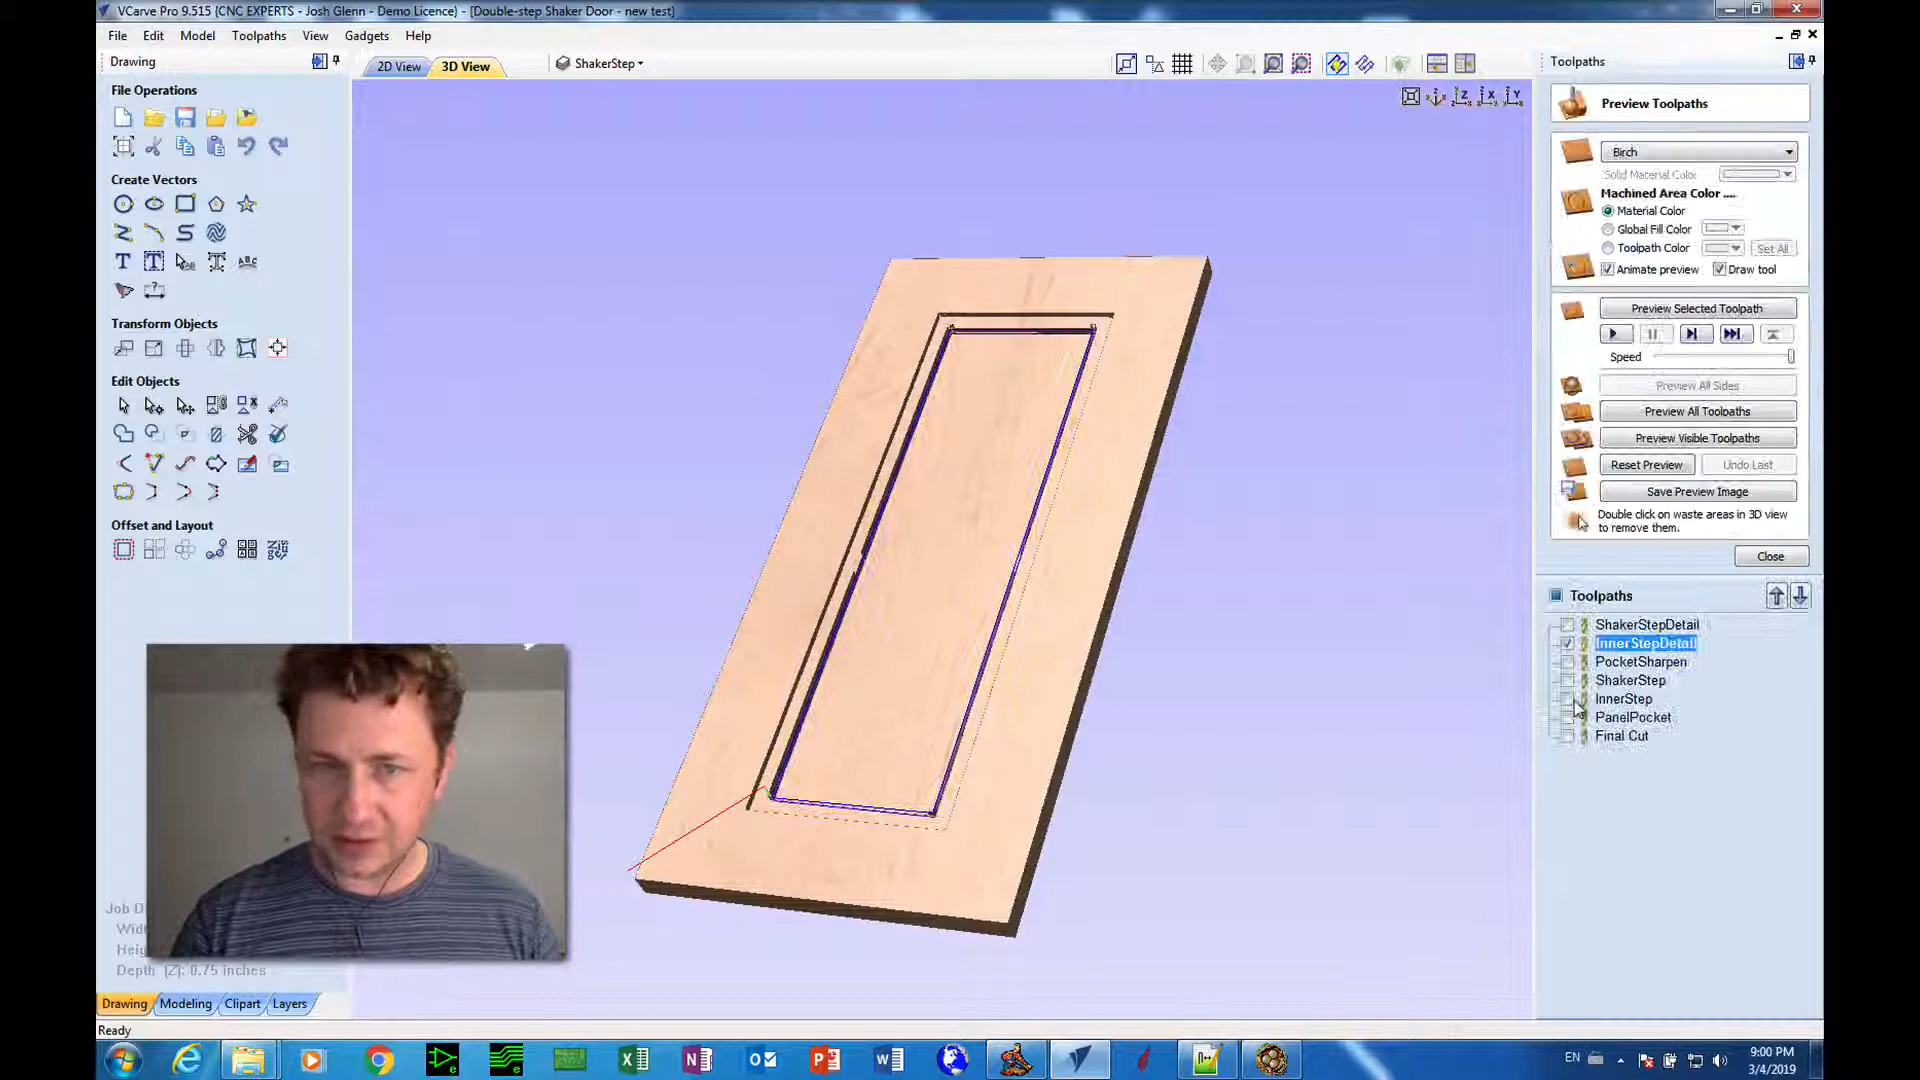 VCarve Pro 9.515 {CNC EXPERTS - Josh Glenn - Demo Licence} - [Double-step Shaker Door - new test]
File Edit Model Toolpaths View Gadgets Help
Drawing
2D View 3D View ShakerStep
Toolpaths
File Operations
Create Vectors
Transform Objects
Edit Objects
Offset and Layout
Preview Toolpaths
Birch
Solid Material Color
Machined Area Color ....
Material Color
Global Fill Color
Toolpath Color Set All
Animate preview Draw tool
Preview Selected Toolpath
Speed
Preview All Sides
Preview All Toolpaths
Preview Visible Toolpaths
Reset Preview Undo Last
Save Preview Image
Double click on waste areas in 3D view
to remove them.
Close
Toolpaths
ShakerStepDetail
InnerStepDetail
PocketSharpen
ShakerStep
InnerStep
PanelPocket
Final Cut
Job D
Widt
Heig
Depth (Z): 0.75 inches
Drawing Modeling Clipart Layers
Ready
EN
9:00 PM
3/4/2019